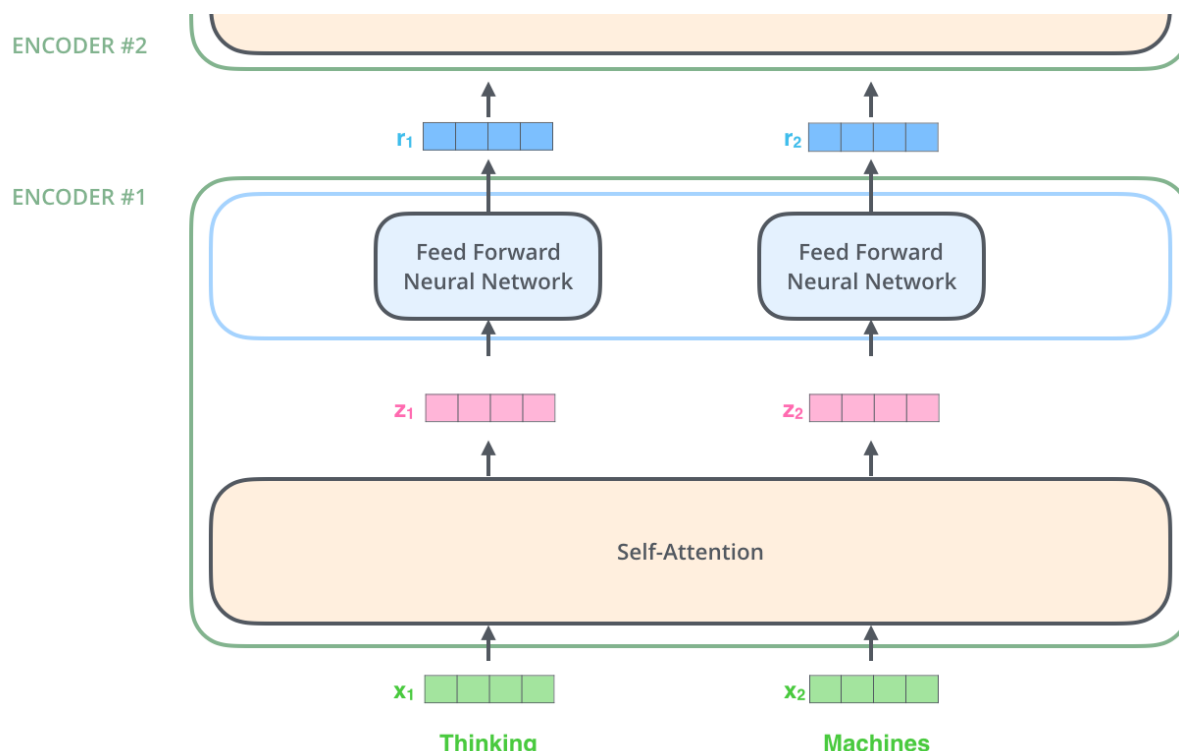 ENCODER #2
r₁
r₂
ENCODER #1
Feed Forward
Neural Network
Feed Forward
Neural Network
z₁
z₂
Self-Attention
x₁
x₂
Thinking
Machines